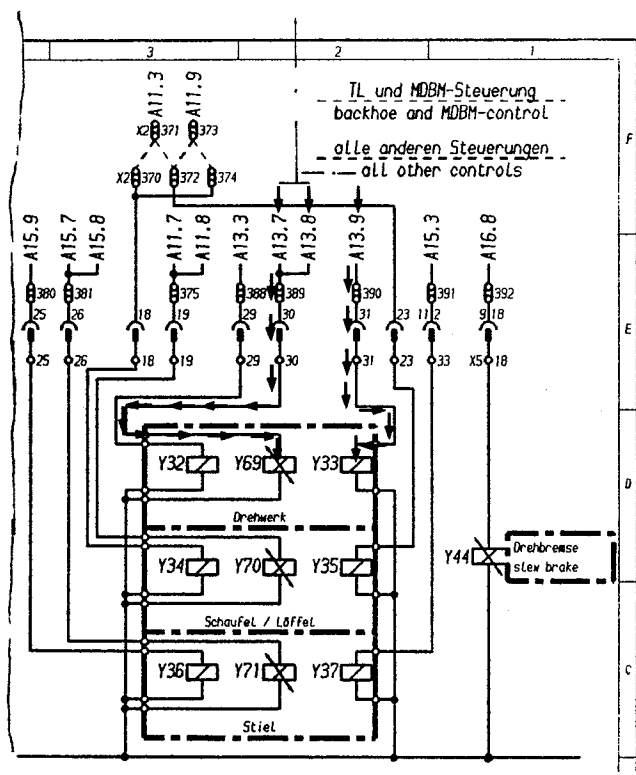 3 2 1
TL und MDBM-Steuerung
backhoe and MDBM-control
alle anderen Steuerungen
all other controls
F
E
D
C
A11.3 A11.9
X2 371 373
X2 370 372 374
A15.9 A15.7 A15.8 A11.7 A11.8 A13.3 A13.7 A13.8 A13.9 A15.3 A16.8
380 381 375 388 389 390 391 392
25 26 18 19 29 30 31 23 11 2 9 18
25 26 18 19 29 30 31 23 33 X5 18
Y32 Y69 Y33
Drehwerk
Y34 Y70 Y35
Schaufel / Löffel
Y36 Y71 Y37
Stiel
Y44
Drehbremse
slew brake